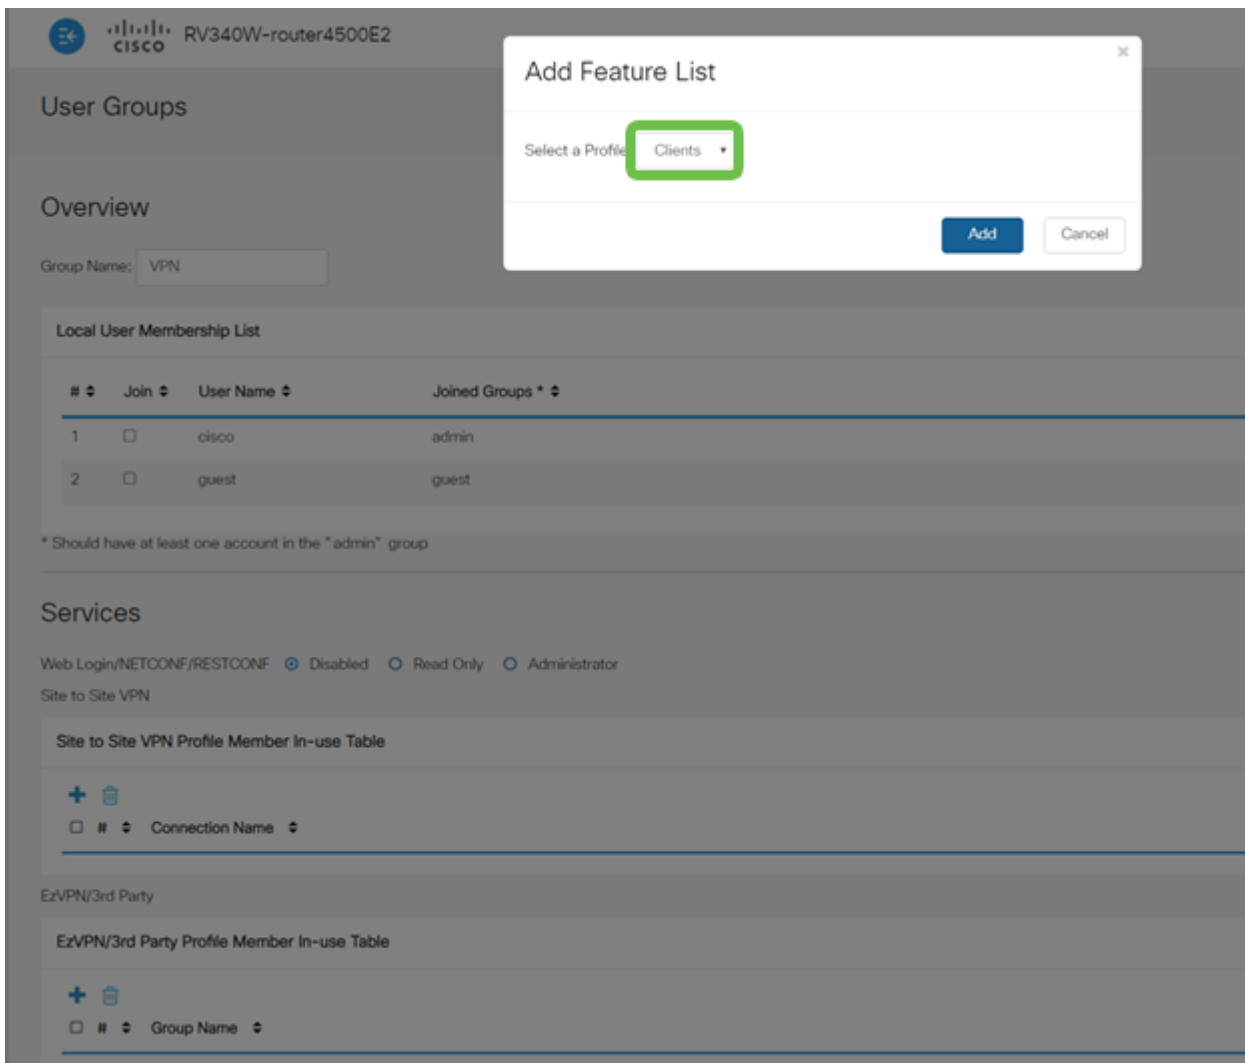 CISCO RV340W-router4500E2
User Groups
Add Feature List
×
Select a Profile Clients
Add Cancel
Overview
Group Name: VPN
Local User Membership List
# Join User Name Joined Groups *
1 cisco admin
2 guest guest
* Should have at least one account in the "admin" group
Services
Web Login/NETCONF/RESTCONF Disabled Read Only Administrator
Site to Site VPN
Site to Site VPN Profile Member In-use Table
# Connection Name
EzVPN/3rd Party
EzVPN/3rd Party Profile Member In-use Table
# Group Name